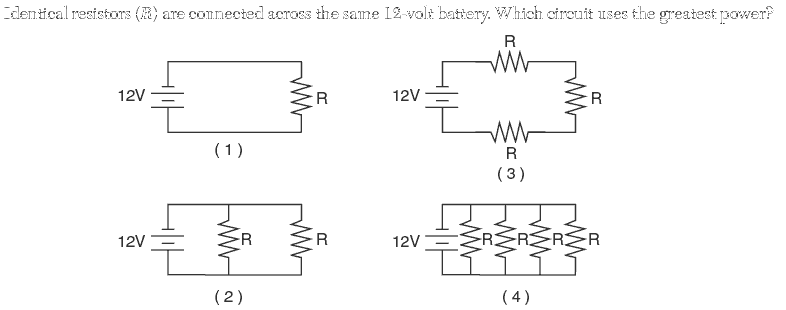 Identical resistors (R) are connected across the same 12-volt battery. Which circuit uses the greatest power?
R
12V R
12V R
(1)
R
(3)
12V R R
12V R R R R
(2)
(4)